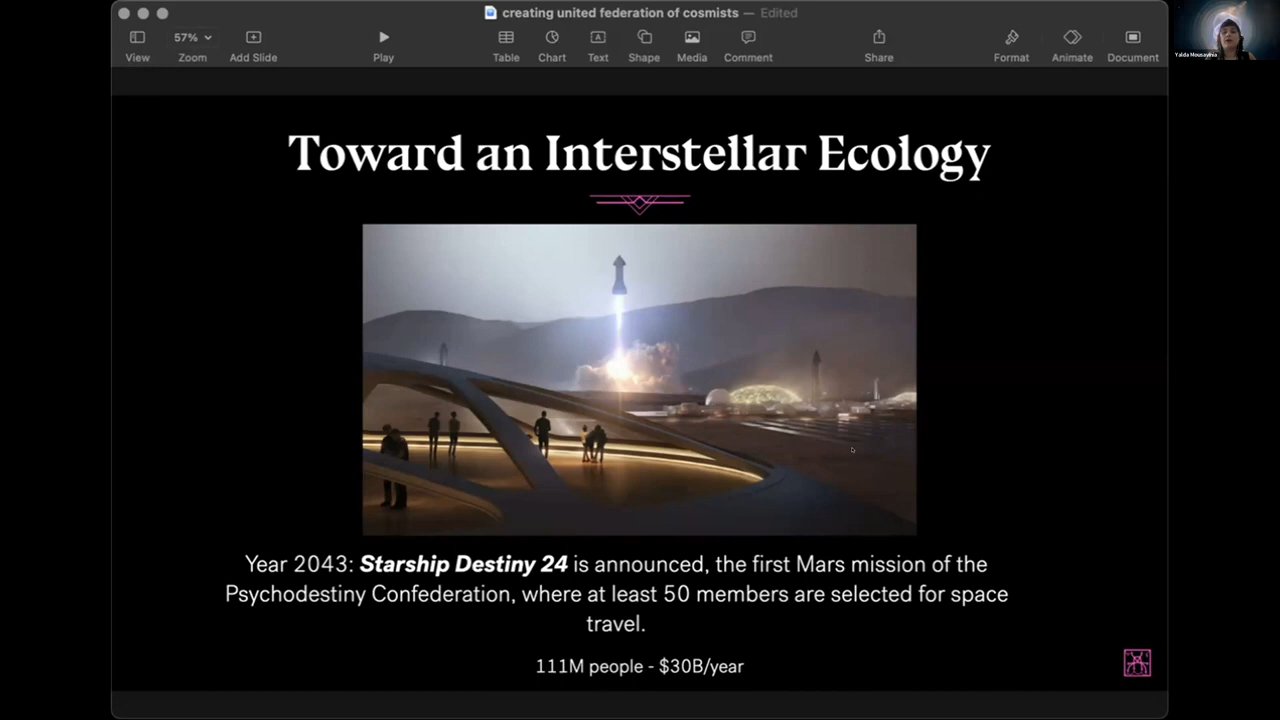 creating united federation of cosmists — Edited
57%
View
Zoom
Add Slide
Play
Table
Chart
Text
Shape
Media
Comment
Share
Format
Animate
Document
Yalda Mousavinia
Toward an Interstellar Ecology
Year 2043: Starship Destiny 24 is announced, the first Mars mission of the
Psychodestiny Confederation, where at least 50 members are selected for space
travel.
111M people - $30B/year